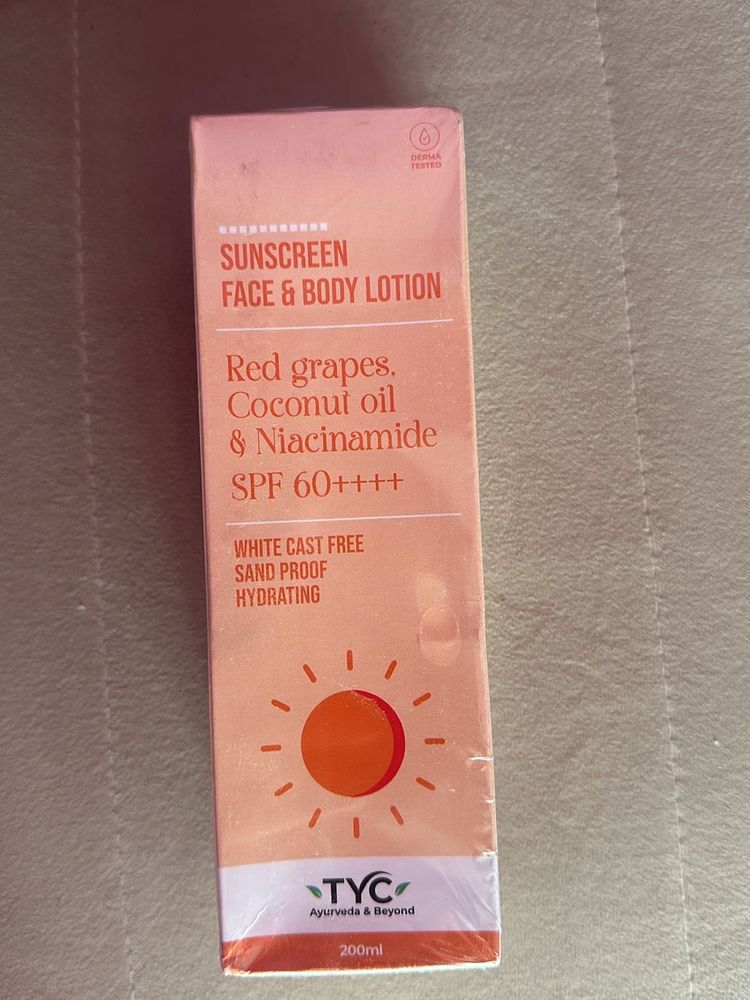 DERMA
TESTED
SUNSCREEN
FACE & BODY LOTION
Red grapes,
Coconut oil
& Niacinamide
SPF 60++++
WHITE CAST FREE
SAND PROOF
HYDRATING
TYC
Ayurveda & Beyond
200ml